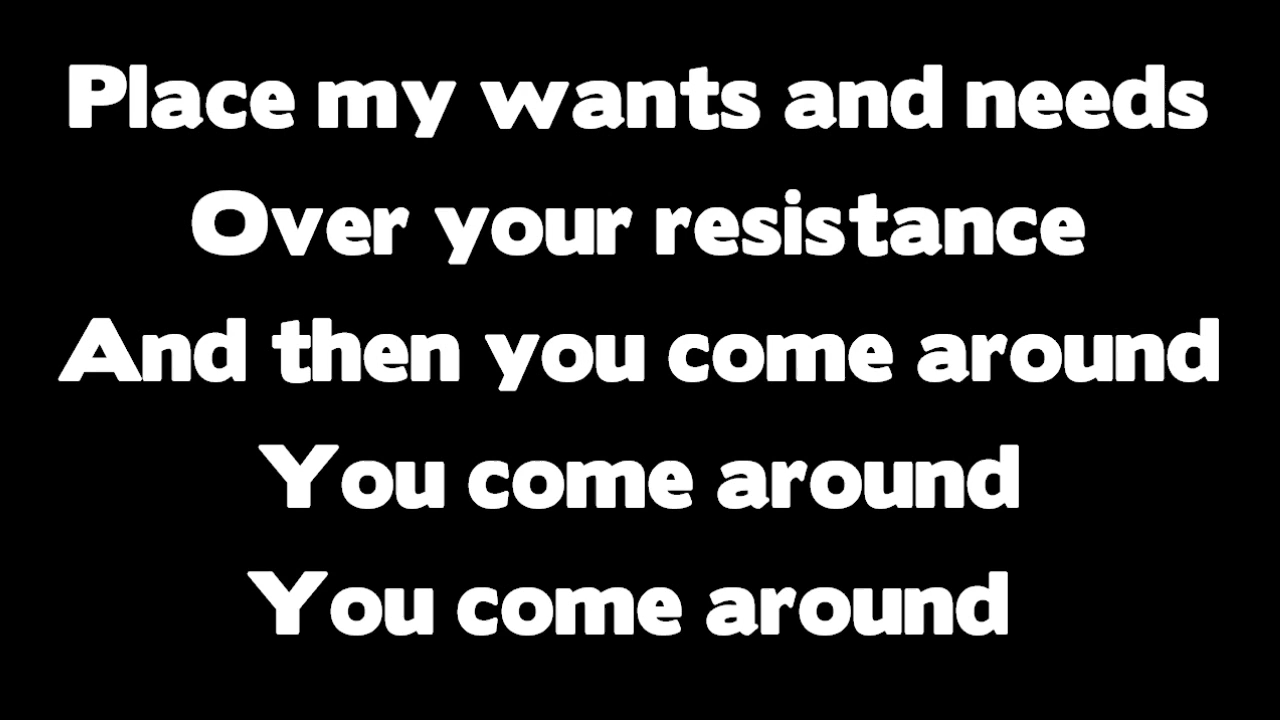 Place my wants and needs
Over your resistance
And then you come around
You come around
You come around